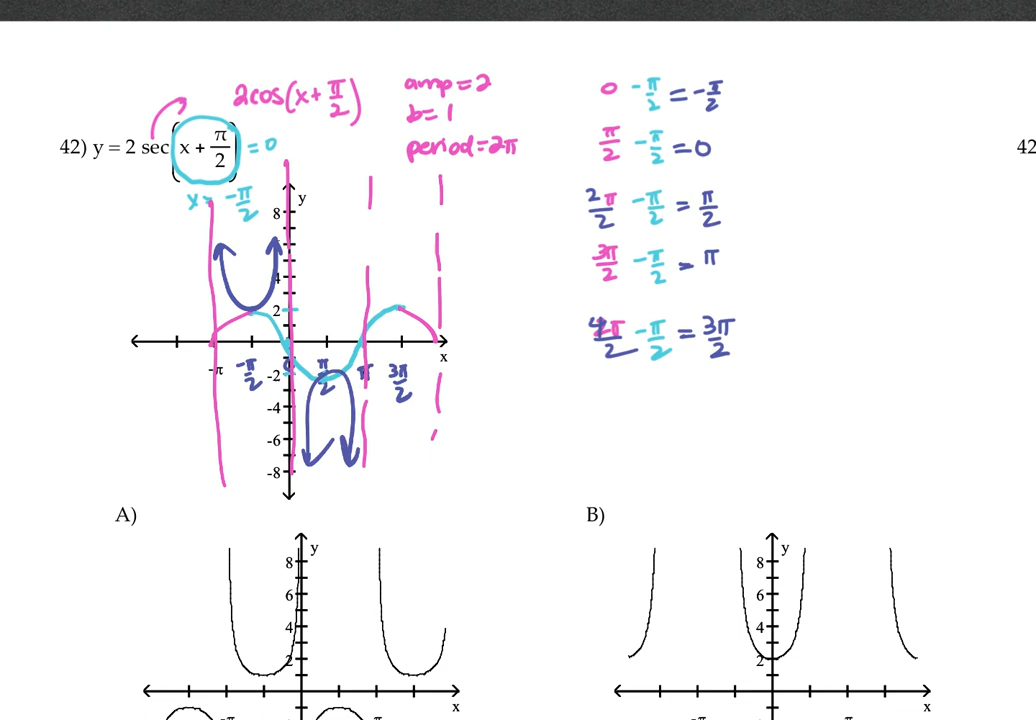 2cos(x+π/2)
amp=2
b=1
period=2π
42) y = 2 sec(x + π/2) =0
x = -π/2
0 -π/2 = -π/2
π/2 -π/2 = 0
2π/2 -π/2 = π/2
3π/2 -π/2 = π
4π/2 -π/2 = 3π/2
42
y
8
4
2
x
-π -π/2 0 π/2 π 3π/2
-2
-4
-6
-8
A)
B)
y
8
6
4
2
x
-π π
y
8
6
4
2
x
-π π